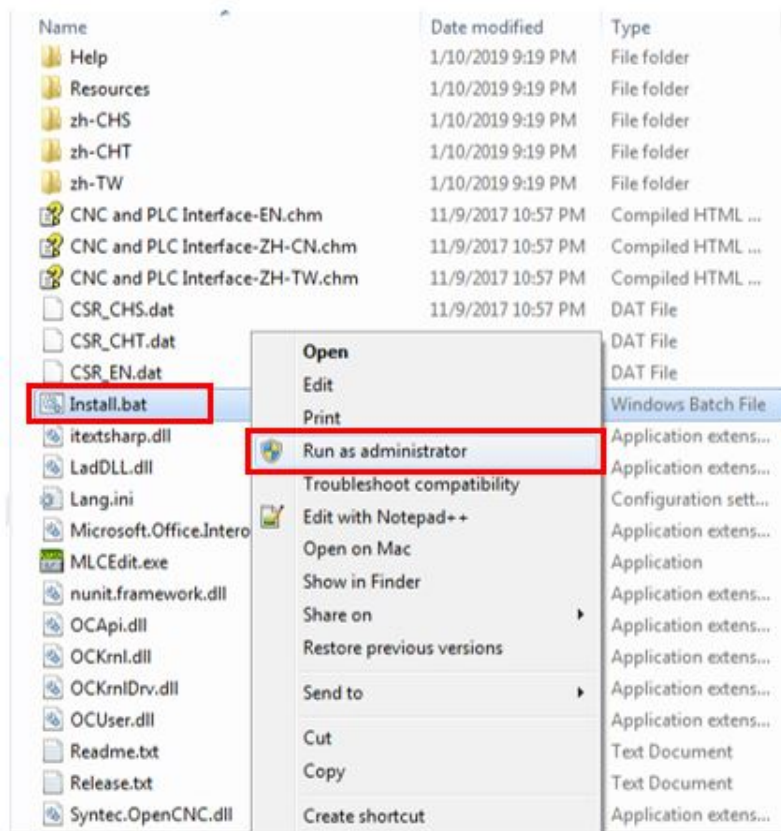 Name Date modified Type
Help 1/10/2019 9:19 PM File folder
Resources 1/10/2019 9:19 PM File folder
zh-CHS 1/10/2019 9:19 PM File folder
zh-CHT 1/10/2019 9:19 PM File folder
zh-TW 1/10/2019 9:19 PM File folder
CNC and PLC Interface-EN.chm 11/9/2017 10:57 PM Compiled HTML ...
CNC and PLC Interface-ZH-CN.chm 11/9/2017 10:57 PM Compiled HTML ...
CNC and PLC Interface-ZH-TW.chm 11/9/2017 10:57 PM Compiled HTML ...
CSR_CHS.dat 11/9/2017 10:57 PM DAT File
CSR_CHT.dat DAT File
CSR_EN.dat DAT File
Install.bat Windows Batch File
itextsharp.dll Application extens...
LadDLL.dll Application extens...
Lang.ini Configuration sett...
Microsoft.Office.Intero Application extens...
MLCEdit.exe Application
nunit.framework.dll Application extens...
OCApi.dll Application extens...
OCKrnl.dll Application extens...
OCKrnlDrv.dll Application extens...
OCUser.dll Application extens...
Readme.txt Text Document
Release.txt Text Document
Syntec.OpenCNC.dll Application extens...
Open
Edit
Print
Run as administrator
Troubleshoot compatibility
Edit with Notepad++
Open on Mac
Show in Finder
Share on
Restore previous versions
Send to
Cut
Copy
Create shortcut